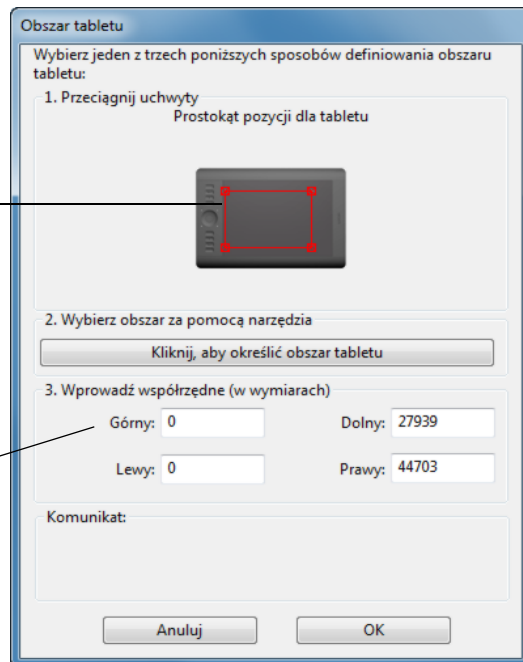 Obszar tabletu
Wybierz jeden z trzech poniższych sposobów definiowania obszaru
tabletu:
1. Przeciągnij uchwyty
Prostokąt pozycji dla tabletu
2. Wybierz obszar za pomocą narzędzia
Kliknij, aby określić obszar tabletu
3. Wprowadź współrzędne (w wymiarach)
Górny: 0 Dolny: 27939
Lewy: 0 Prawy: 44703
Komunikat:
Anuluj OK